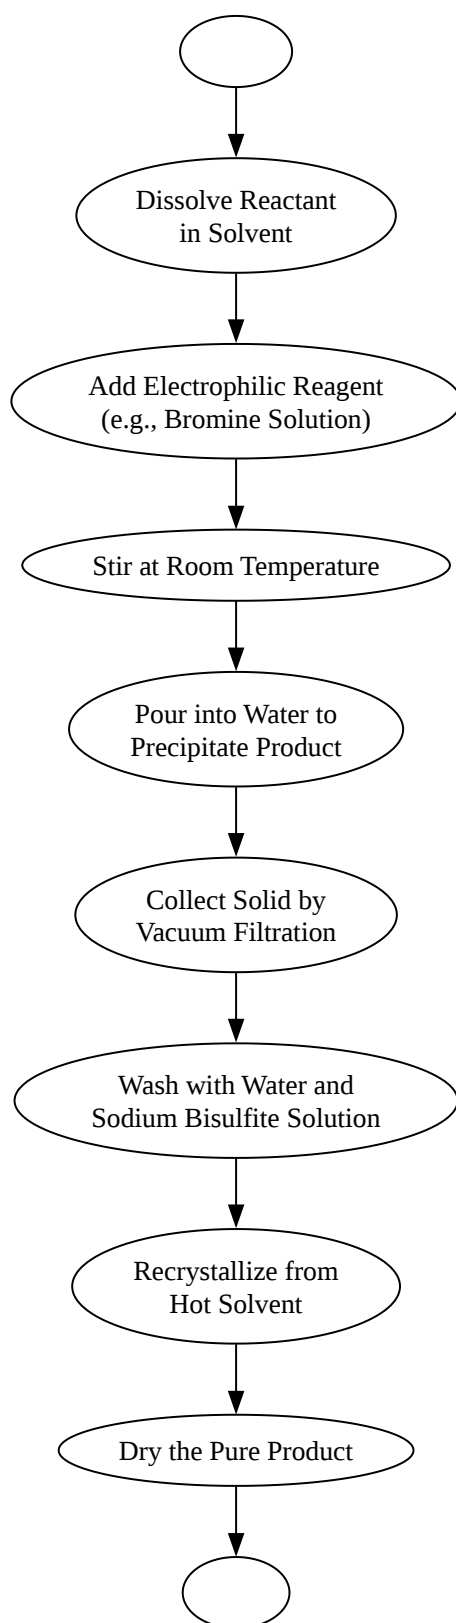 Dissolve Reactant
in Solvent
Add Electrophilic Reagent
(e.g., Bromine Solution)
Stir at Room Temperature
Pour into Water to
Precipitate Product
Collect Solid by
Vacuum Filtration
Wash with Water and
Sodium Bisulfite Solution
Recrystallize from
Hot Solvent
Dry the Pure Product